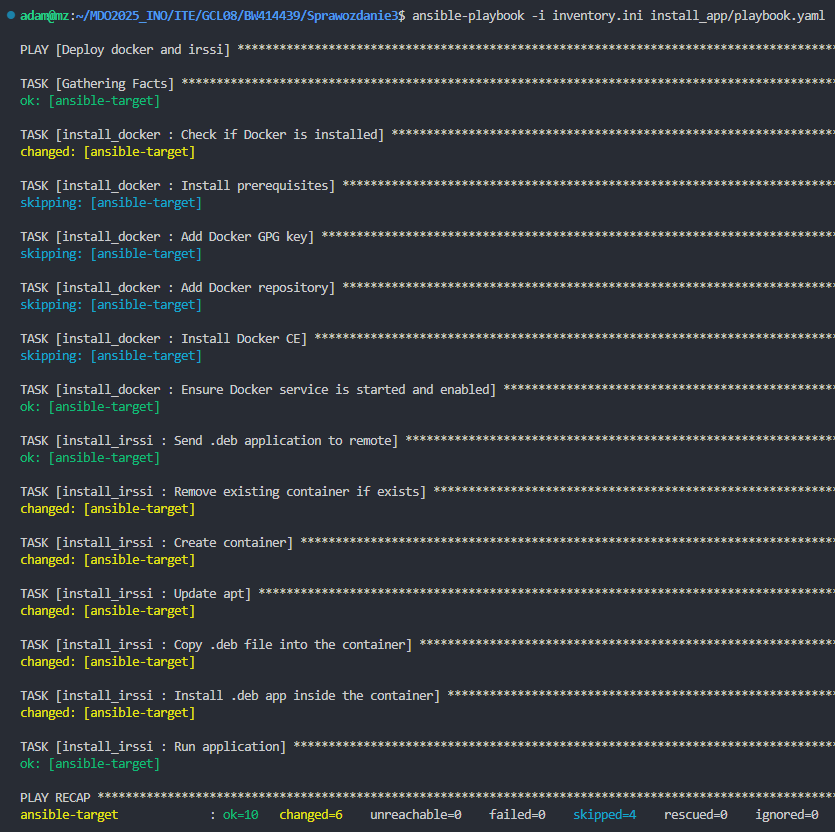 adam@mz:~/MDO2025_INO/ITE/GCL08/BW414439/Sprawozdanie3$ ansible-playbook -i inventory.ini install_app/playbook.yaml
PLAY [Deploy docker and irssi] *************************************************************************************
TASK [Gathering Facts] *********************************************************************************************
ok: [ansible-target]
TASK [install_docker : Check if Docker is installed] ***************************************************************
changed: [ansible-target]
TASK [install_docker : Install prerequisites] **********************************************************************
skipping: [ansible-target]
TASK [install_docker : Add Docker GPG key] *************************************************************************
skipping: [ansible-target]
TASK [install_docker : Add Docker repository] **********************************************************************
skipping: [ansible-target]
TASK [install_docker : Install Docker CE] **************************************************************************
skipping: [ansible-target]
TASK [install_docker : Ensure Docker service is started and enabled] ***********************************************
ok: [ansible-target]
TASK [install_irssi : Send .deb application to remote] *************************************************************
ok: [ansible-target]
TASK [install_irssi : Remove existing container if exists] *********************************************************
changed: [ansible-target]
TASK [install_irssi : Create container] ****************************************************************************
changed: [ansible-target]
TASK [install_irssi : Update apt] **********************************************************************************
changed: [ansible-target]
TASK [install_irssi : Copy .deb file into the container] ***********************************************************
changed: [ansible-target]
TASK [install_irssi : Install .deb app inside the container] *******************************************************
changed: [ansible-target]
TASK [install_irssi : Run application] *****************************************************************************
ok: [ansible-target]
PLAY RECAP *********************************************************************************************************
ansible-target             : ok=10   changed=6    unreachable=0    failed=0    skipped=4    rescued=0    ignored=0